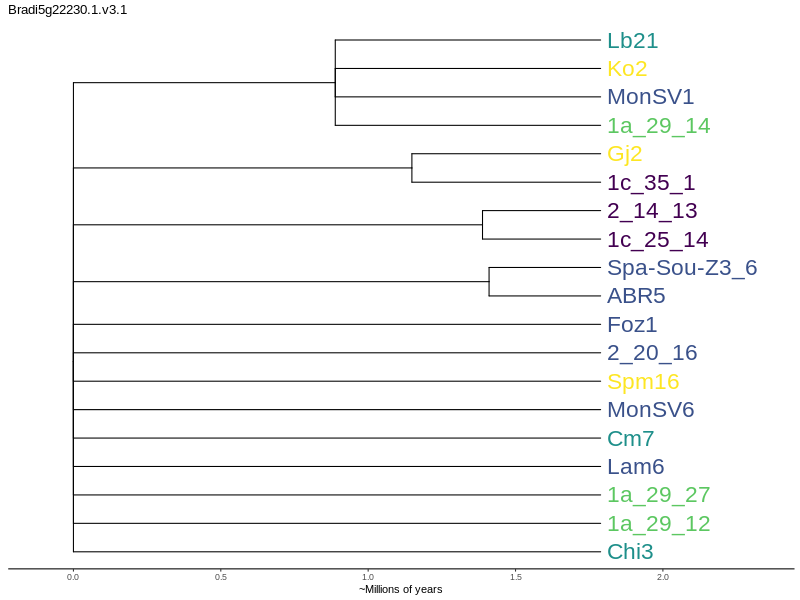 Bradi5g22230.1.v3.1
Lb21
Ko2
MonSV1
1a_29_14
Gj2
1c_35_1
2_14_13
1c_25_14
Spa-Sou-Z3_6
ABR5
Foz1
2_20_16
Spm16
MonSV6
Cm7
Lam6
1a_29_27
1a_29_12
Chi3
0.0 0.5 1.0 1.5 2.0
~Millions of years